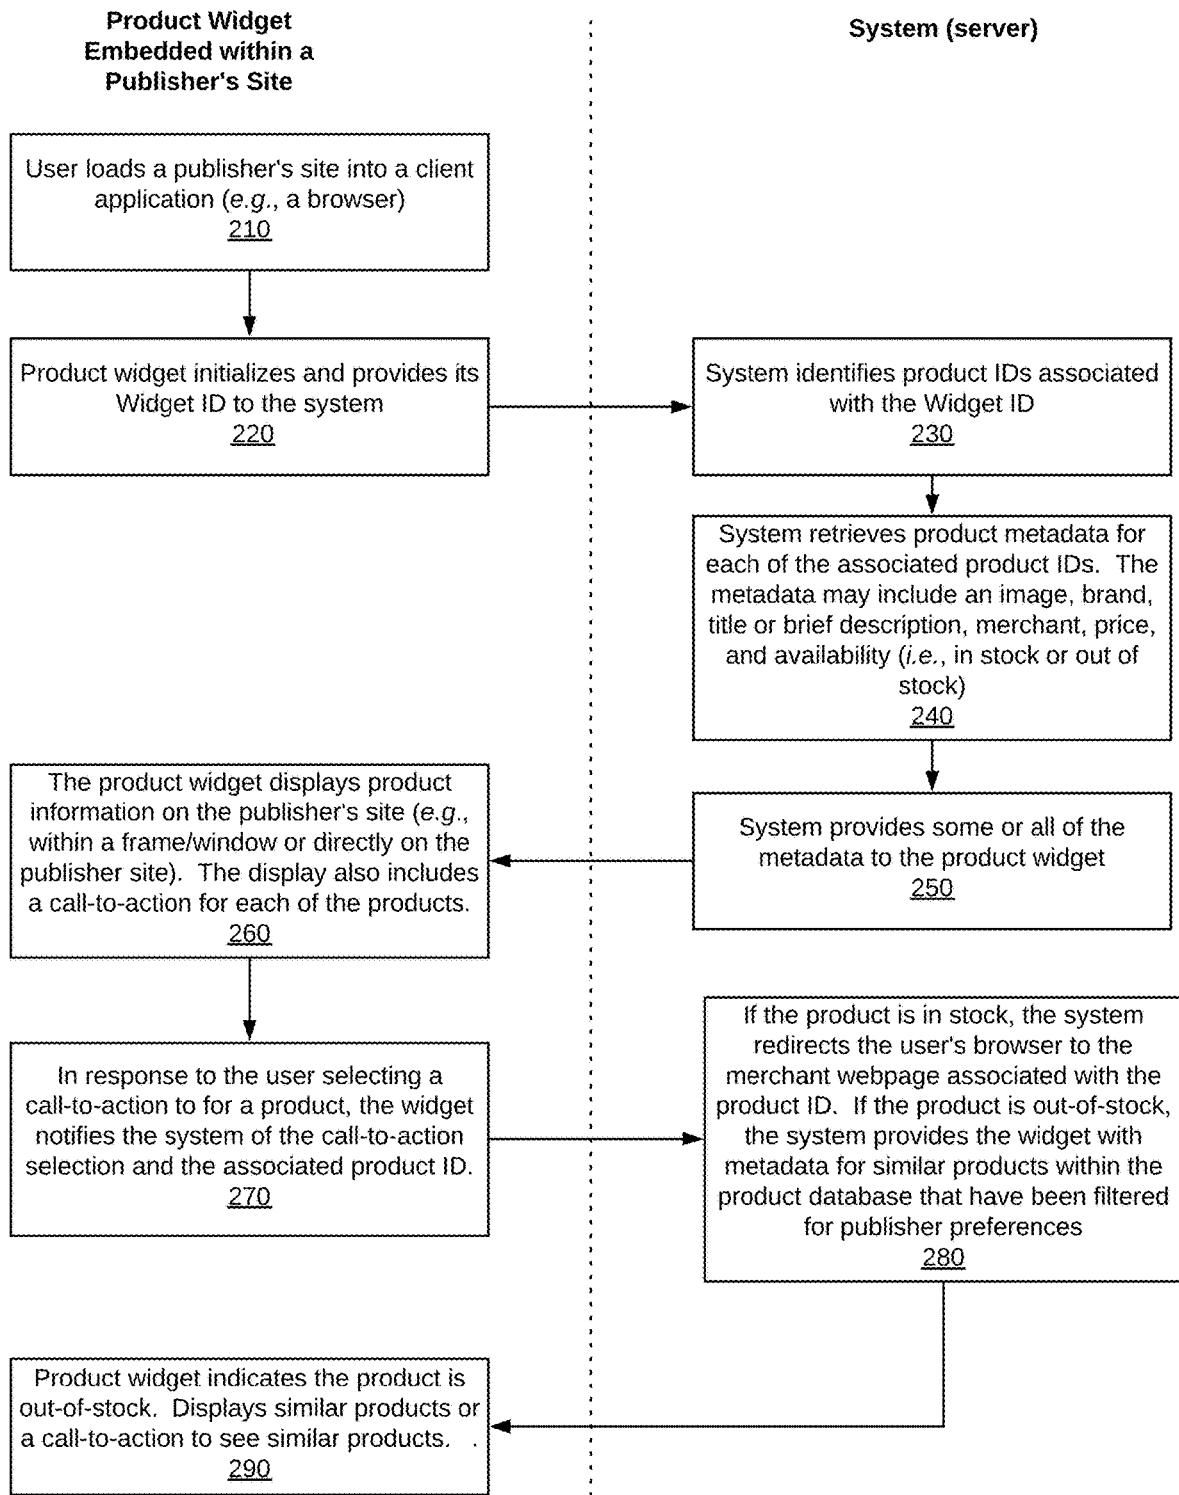 Product Widget
Embedded within a
Publisher's Site
System (server)
User loads a publisher's site into a client
application (e.g., a browser)
210
Product widget initializes and provides its
Widget ID to the system
220
System identifies product IDs associated
with the Widget ID
230
System retrieves product metadata for
each of the associated product IDs.  The
metadata may include an image, brand,
title or brief description, merchant, price,
and availability (i.e., in stock or out of
stock)
240
System provides some or all of the
metadata to the product widget
250
The product widget displays product
information on the publisher's site (e.g.,
within a frame/window or directly on the
publisher site).  The display also includes
a call-to-action for each of the products.
260
In response to the user selecting a
call-to-action to for a product, the widget
notifies the system of the call-to-action
selection and the associated product ID.
270
If the product is in stock, the system
redirects the user's browser to the
merchant webpage associated with the
product ID.  If the product is out-of-stock,
the system provides the widget with
metadata for similar products within the
product database that have been filtered
for publisher preferences
280
Product widget indicates the product is
out-of-stock.  Displays similar products or
a call-to-action to see similar products.   .
290